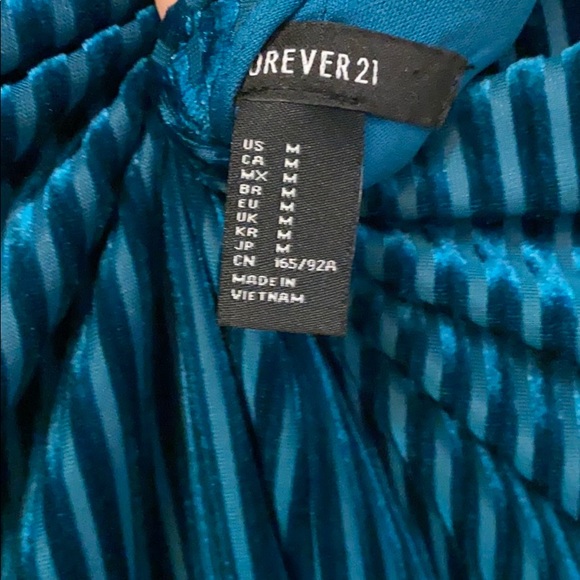 OREVER 21
US M
CA M
MX M
BR M
EU M
UK M
KR M
JP M
CN 165/92A
MADE IN
VIETNAM